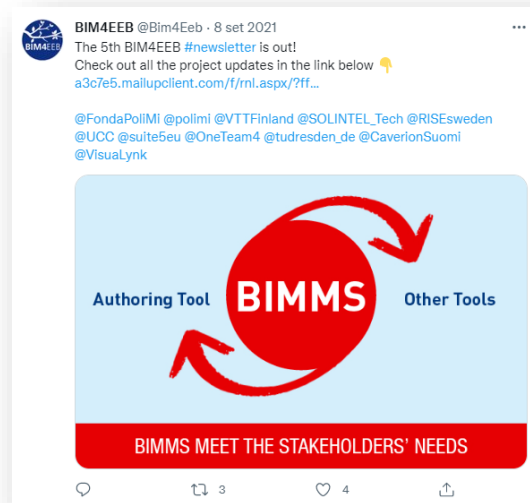 BIM4EEB @Bim4Eeb · 8 set 2021
The 5th BIM4EEB #newsletter is out!
Check out all the project updates in the link below 👇
a3c7e5.mailupclient.com/f/rnl.aspx/?ff...
@FondaPoliMi @polimi @VTTFinland @SOLINTEL_Tech @RISEsweden
@UCC @suite5eu @OneTeam4 @tudresden_de @CaverionSuomi
@VisuaLynk
Authoring Tool
BIMMS
Other Tools
BIMMS MEET THE STAKEHOLDERS' NEEDS
3
4
BIM4EEB